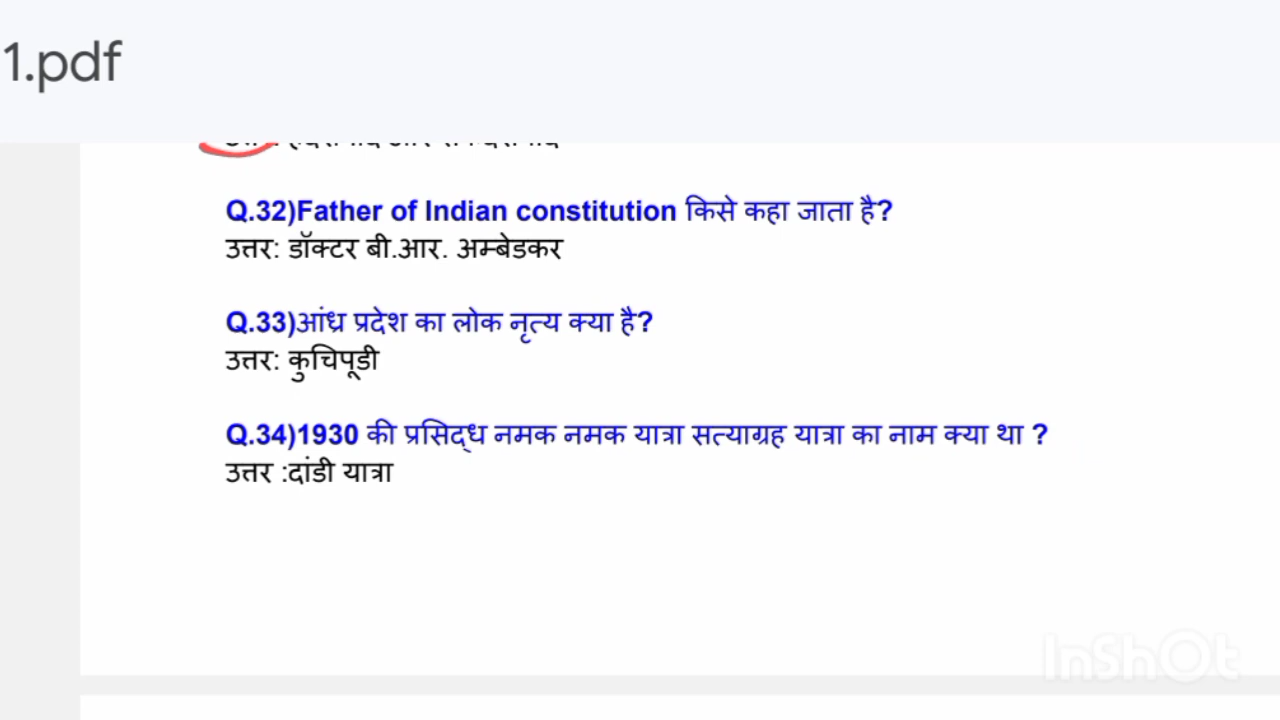 1.pdf
Q.32)Father of Indian constitution किसे कहा जाता है?
उत्तर: डॉक्टर बी.आर. अम्बेडकर
Q.33)आंध्र प्रदेश का लोक नृत्य क्या है?
उत्तर: कुचिपूडी
Q.34)1930 की प्रसिद्ध नमक नमक यात्रा सत्याग्रह यात्रा का नाम क्या था ?
उत्तर :दांडी यात्रा
InShOt